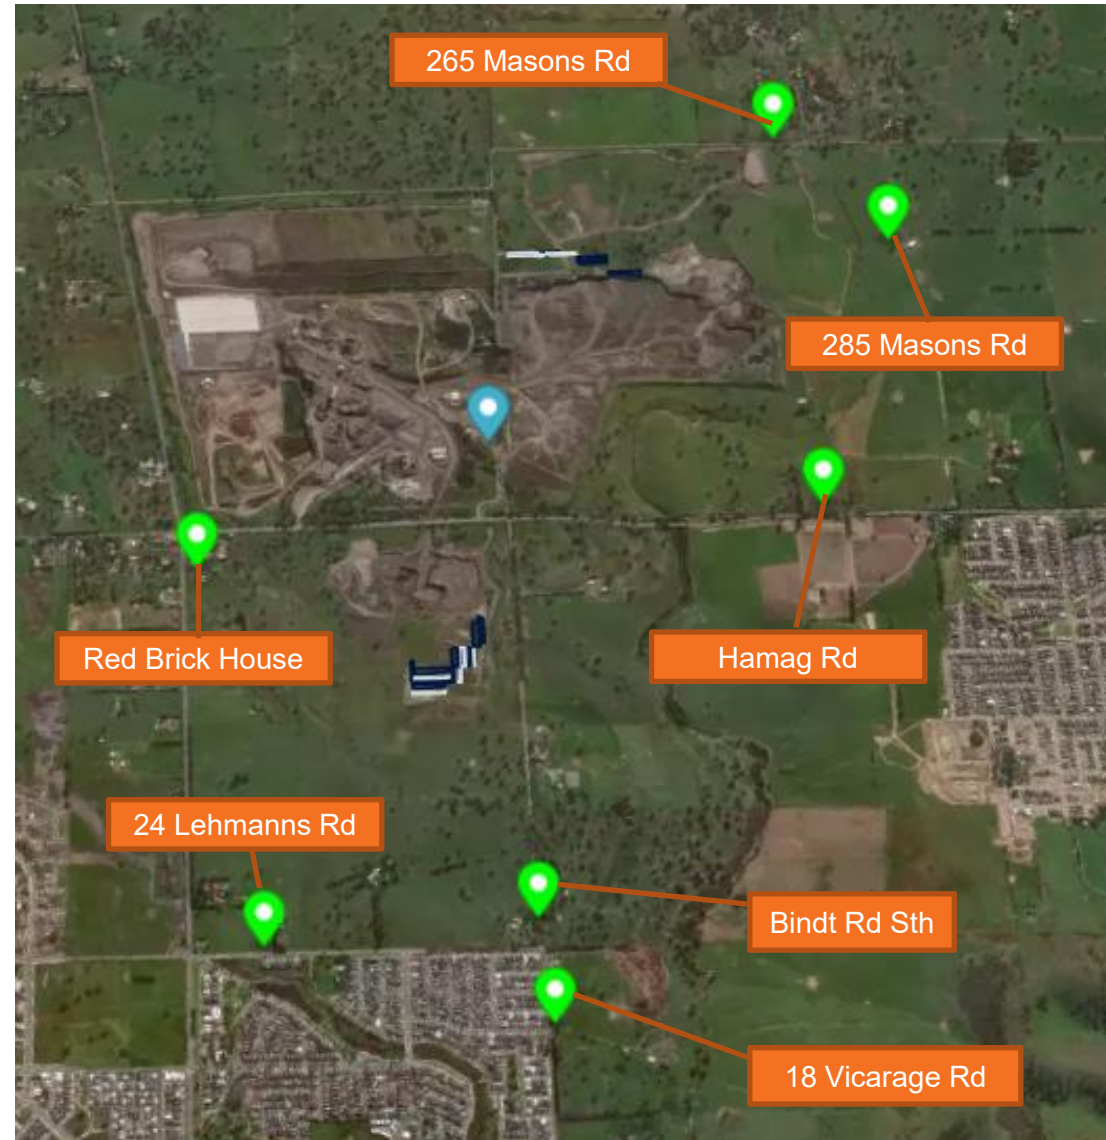 265 Masons Rd
285 Masons Rd
Red Brick House
Hamag Rd
24 Lehmanns Rd
Bindt Rd Sth
18 Vicarage Rd